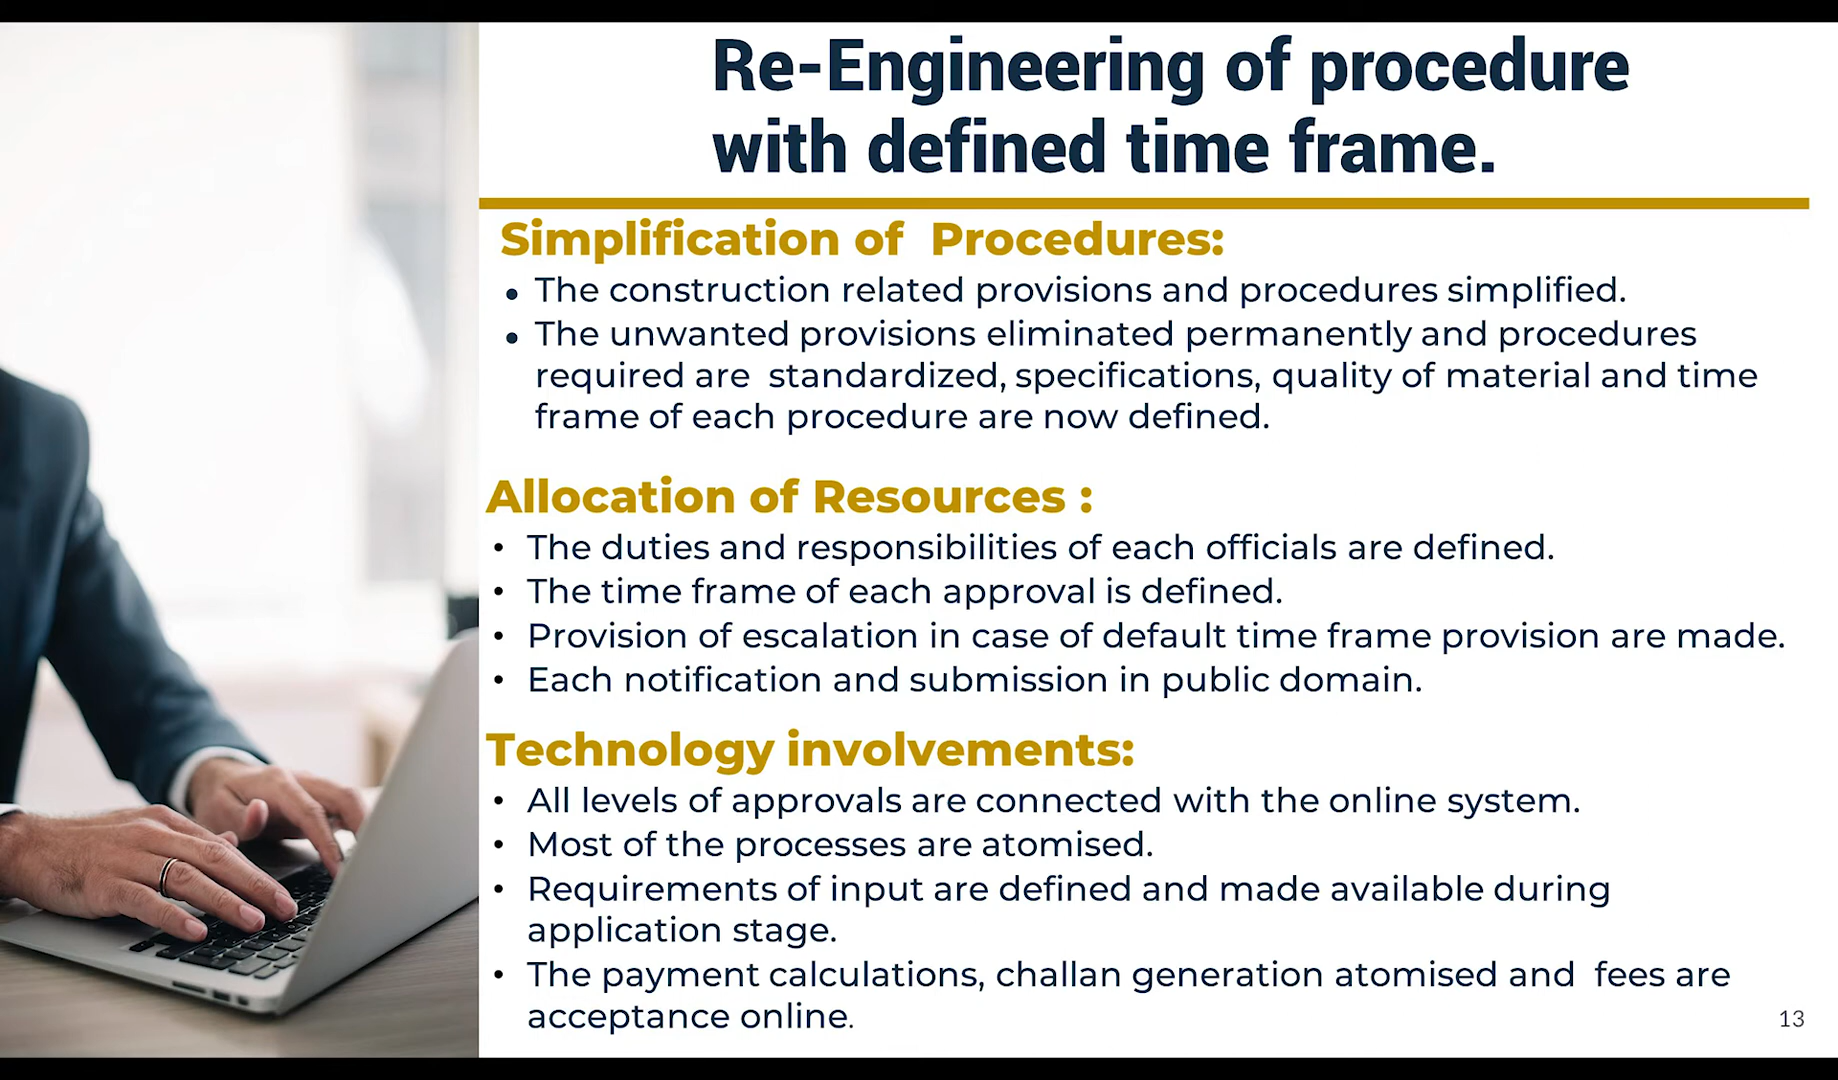 Re-Engineering of procedure
with defined time frame.
Simplification of  Procedures:
• The construction related provisions and procedures simplified.
• The unwanted provisions eliminated permanently and procedures
required are  standardized, specifications, quality of material and time
frame of each procedure are now defined.
Allocation of Resources :
• The duties and responsibilities of each officials are defined.
• The time frame of each approval is defined.
• Provision of escalation in case of default time frame provision are made.
• Each notification and submission in public domain.
Technology involvements:
• All levels of approvals are connected with the online system.
• Most of the processes are atomised.
• Requirements of input are defined and made available during
application stage.
• The payment calculations, challan generation atomised and  fees are
acceptance online.
13